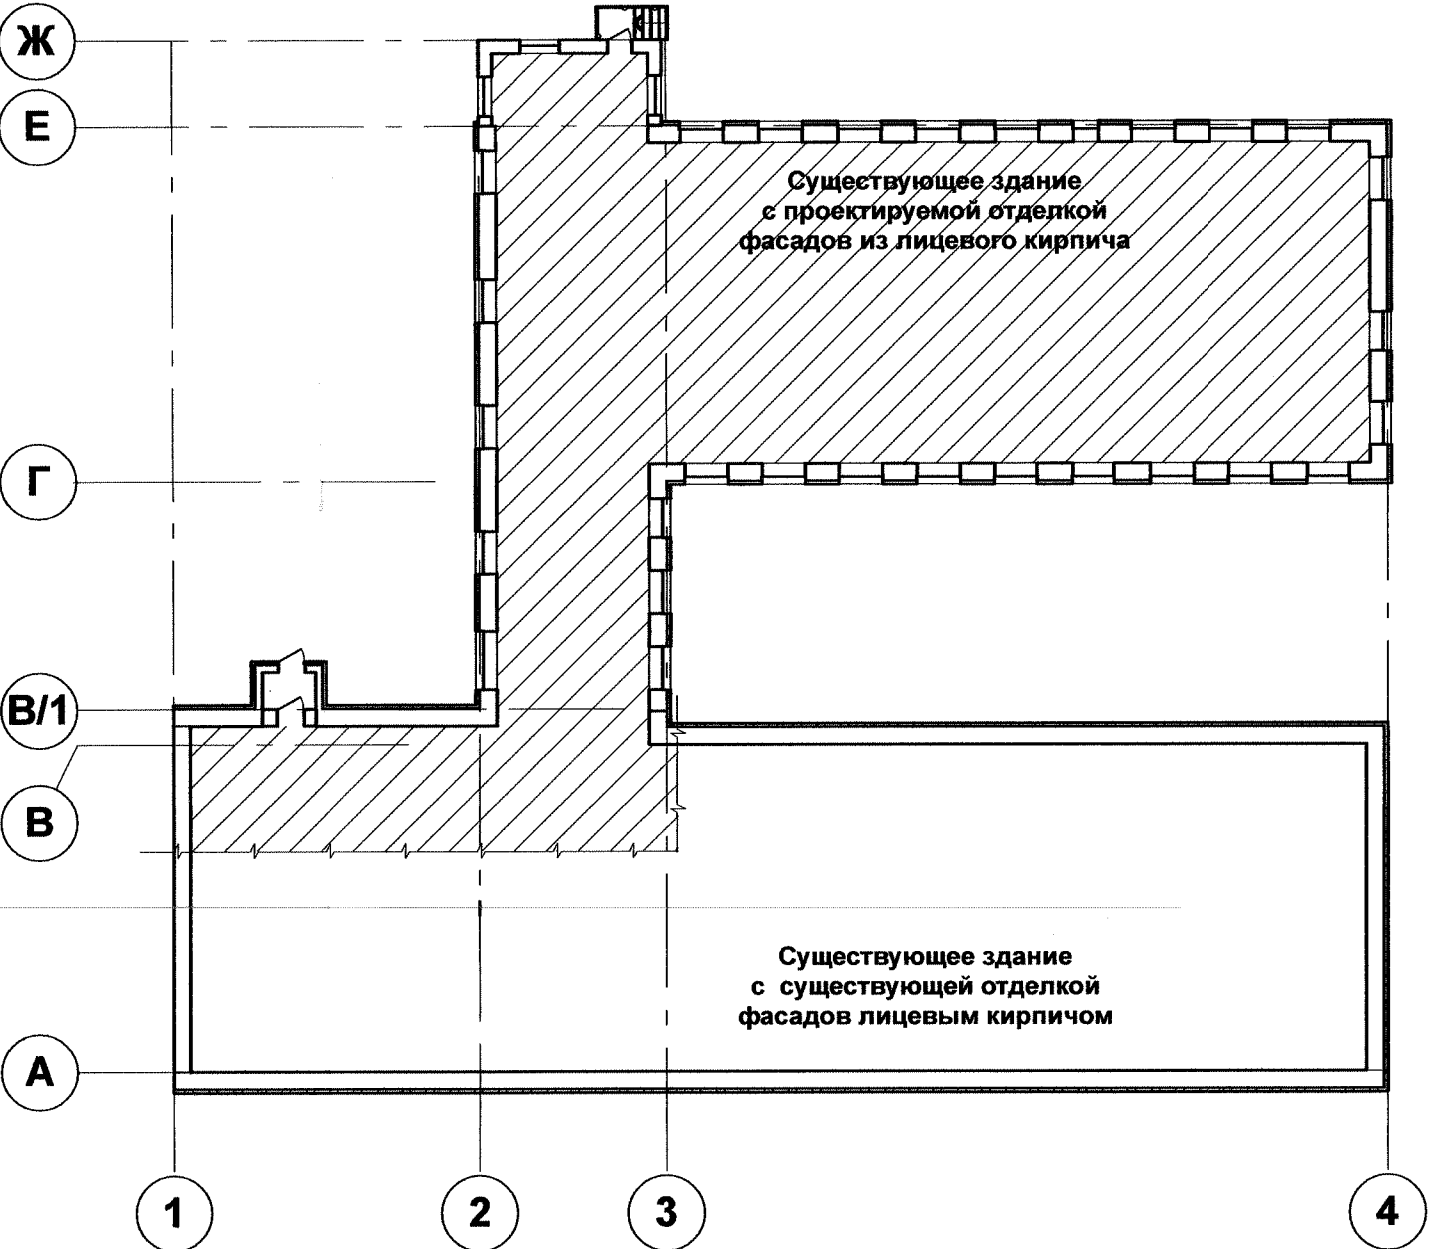 Ж
Е
Существующее здание
с проектируемой отделкой
фасадов из лицевого кирпича
Г
В/1
В
Существующее здание
с существующей отделкой
фасадов лицевым кирпичом
А
1
2
3
4